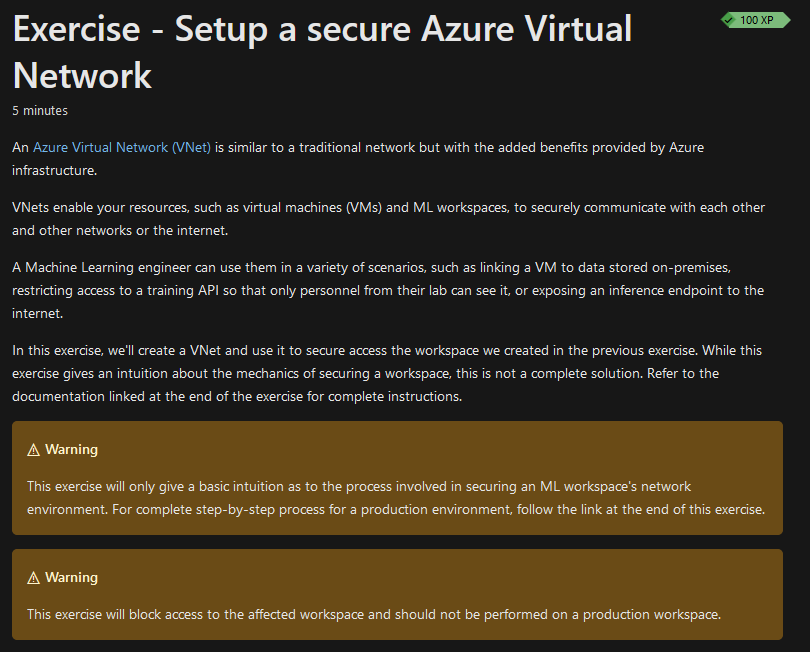 Exercise - Setup a secure Azure Virtual
Network
100 XP
5 minutes
An Azure Virtual Network (VNet) is similar to a traditional network but with the added benefits provided by Azure
infrastructure.
VNets enable your resources, such as virtual machines (VMs) and ML workspaces, to securely communicate with each other
and other networks or the internet.
A Machine Learning engineer can use them in a variety of scenarios, such as linking a VM to data stored on-premises,
restricting access to a training API so that only personnel from their lab can see it, or exposing an inference endpoint to the
internet.
In this exercise, we'll create a VNet and use it to secure access the workspace we created in the previous exercise. While this
exercise gives an intuition about the mechanics of securing a workspace, this is not a complete solution. Refer to the
documentation linked at the end of the exercise for complete instructions.
Warning
This exercise will only give a basic intuition as to the process involved in securing an ML workspace's network
environment. For complete step-by-step process for a production environment, follow the link at the end of this exercise.
Warning
This exercise will block access to the affected workspace and should not be performed on a production workspace.